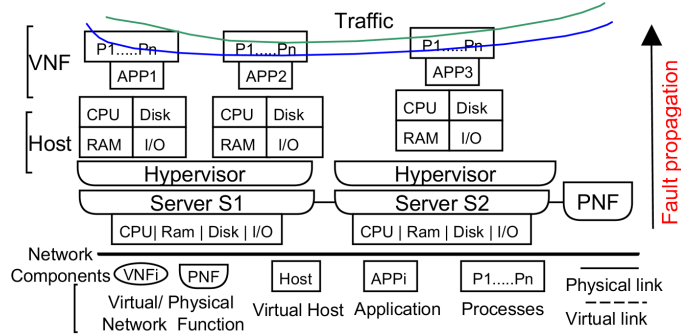 Traffic
VNF
P1.....Pn P1.....Pn P1.....Pn
APP1 APP2 APP3
Host
CPU Disk CPU Disk CPU Disk
RAM I/O RAM I/O RAM I/O
Hypervisor Hypervisor
Server S1 Server S2 PNF
CPU| Ram | Disk | I/O CPU| Ram | Disk | I/O
Fault propagation
Network
Components VNFi PNF Host APPi P1.....Pn
Virtual/ Physical
Network Function
Virtual Host Application Processes
Physical link
Virtual link